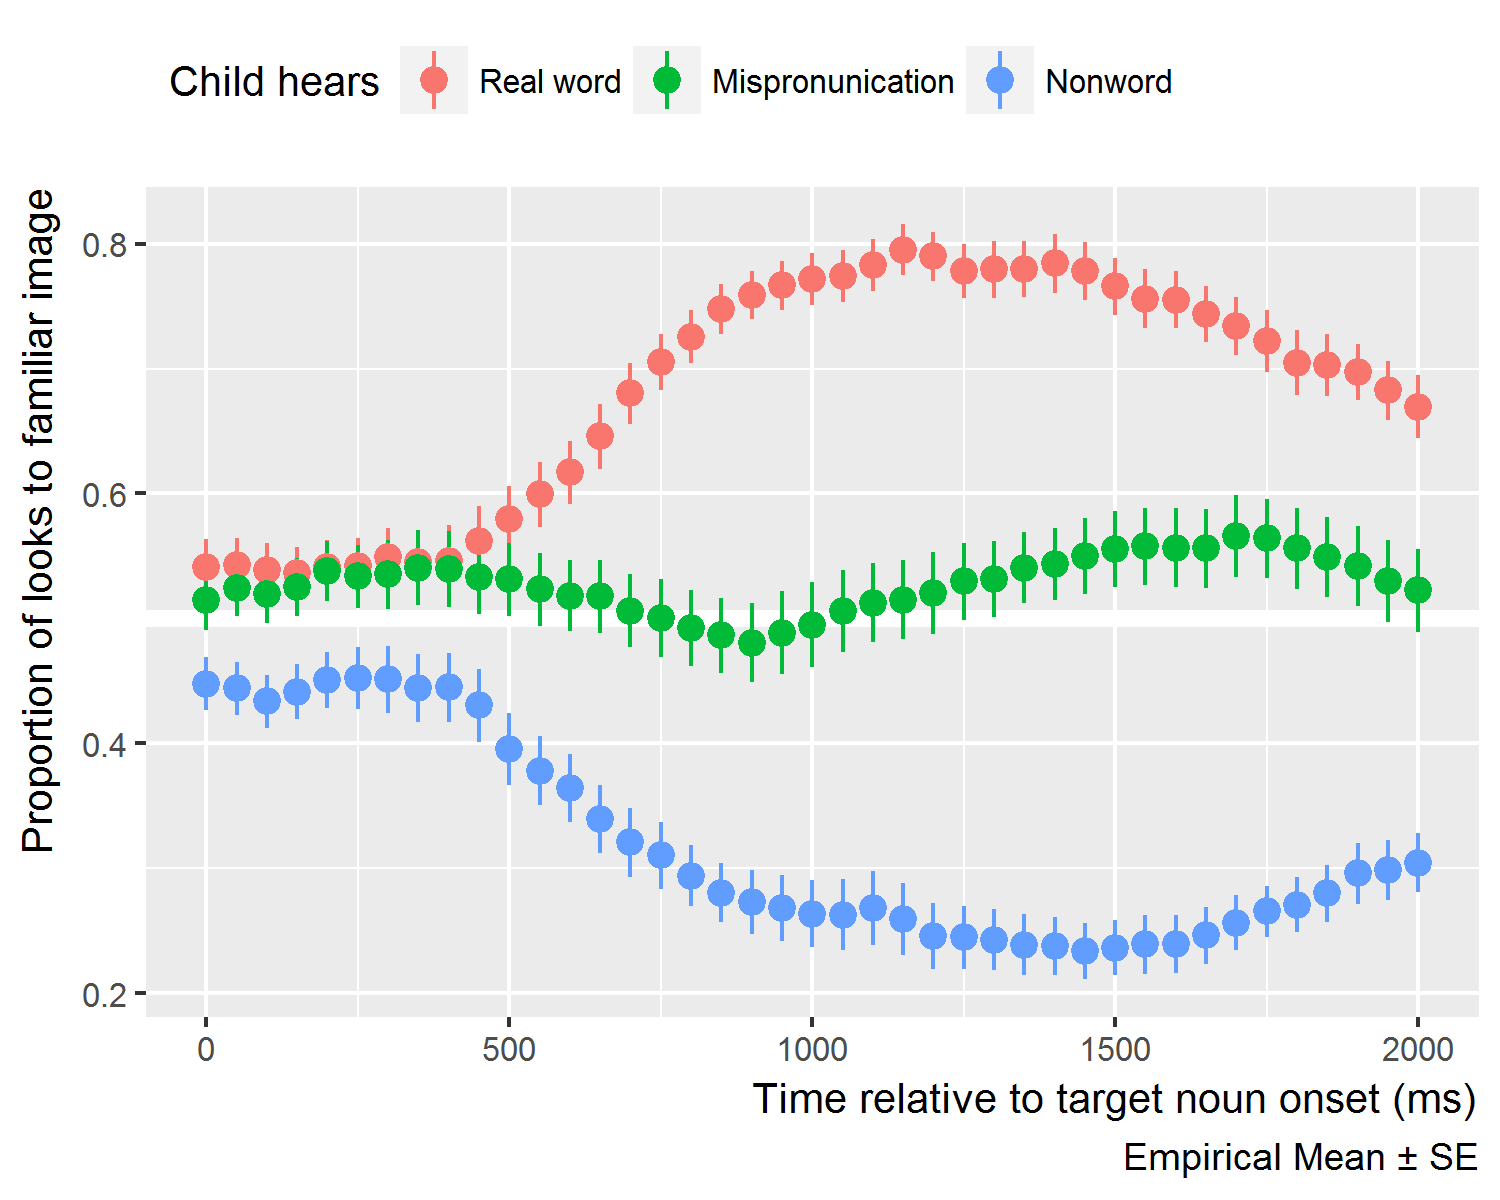 Child hears Real word Mispronunication Nonword
Proportion of looks to familiar image
0.8
0.6
0.4
0.2
0 500 1000 1500 2000
Time relative to target noun onset (ms)
Empirical Mean ± SE